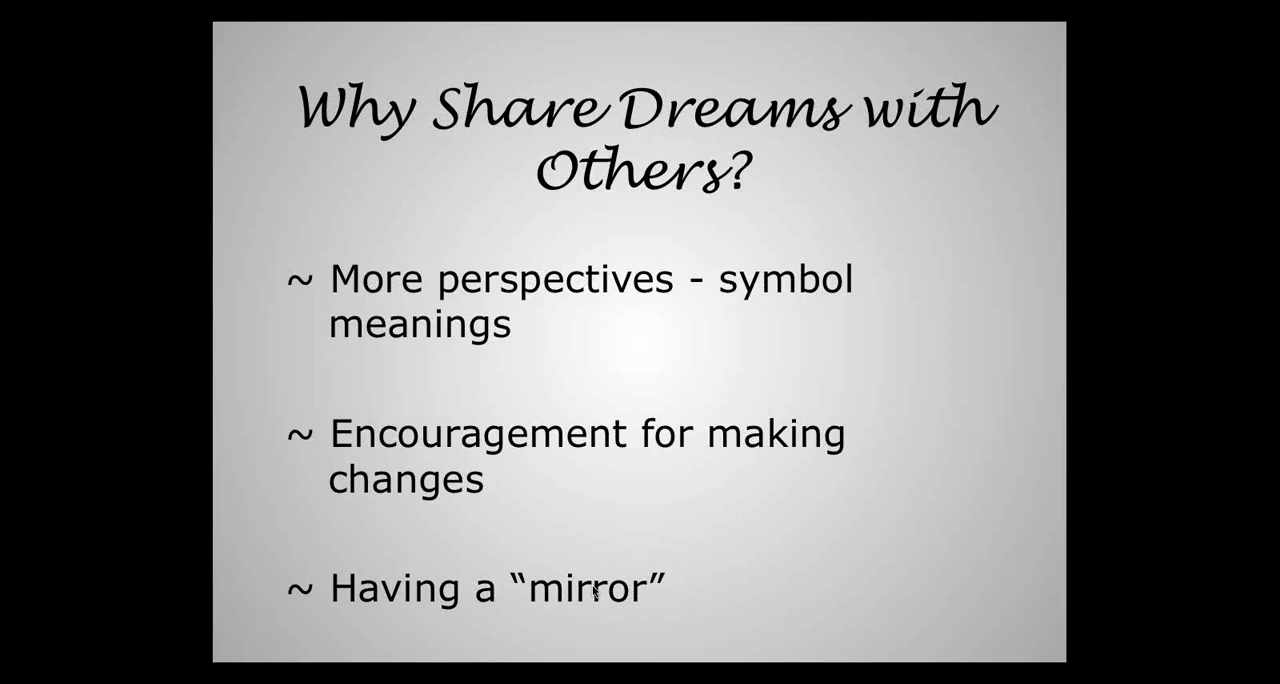 Why Share Dreams with
Others?
~ More perspectives - symbol
meanings
~ Encouragement for making
changes
~ Having a “mirror”